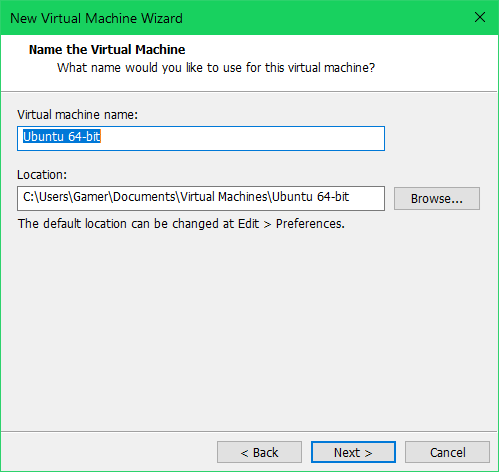 New Virtual Machine Wizard
Name the Virtual Machine
What name would you like to use for this virtual machine?
Virtual machine name:
Ubuntu 64-bit
Location:
C:\Users\Gamer\Documents\Virtual Machines\Ubuntu 64-bit
Browse...
The default location can be changed at Edit > Preferences.
< Back
Next >
Cancel